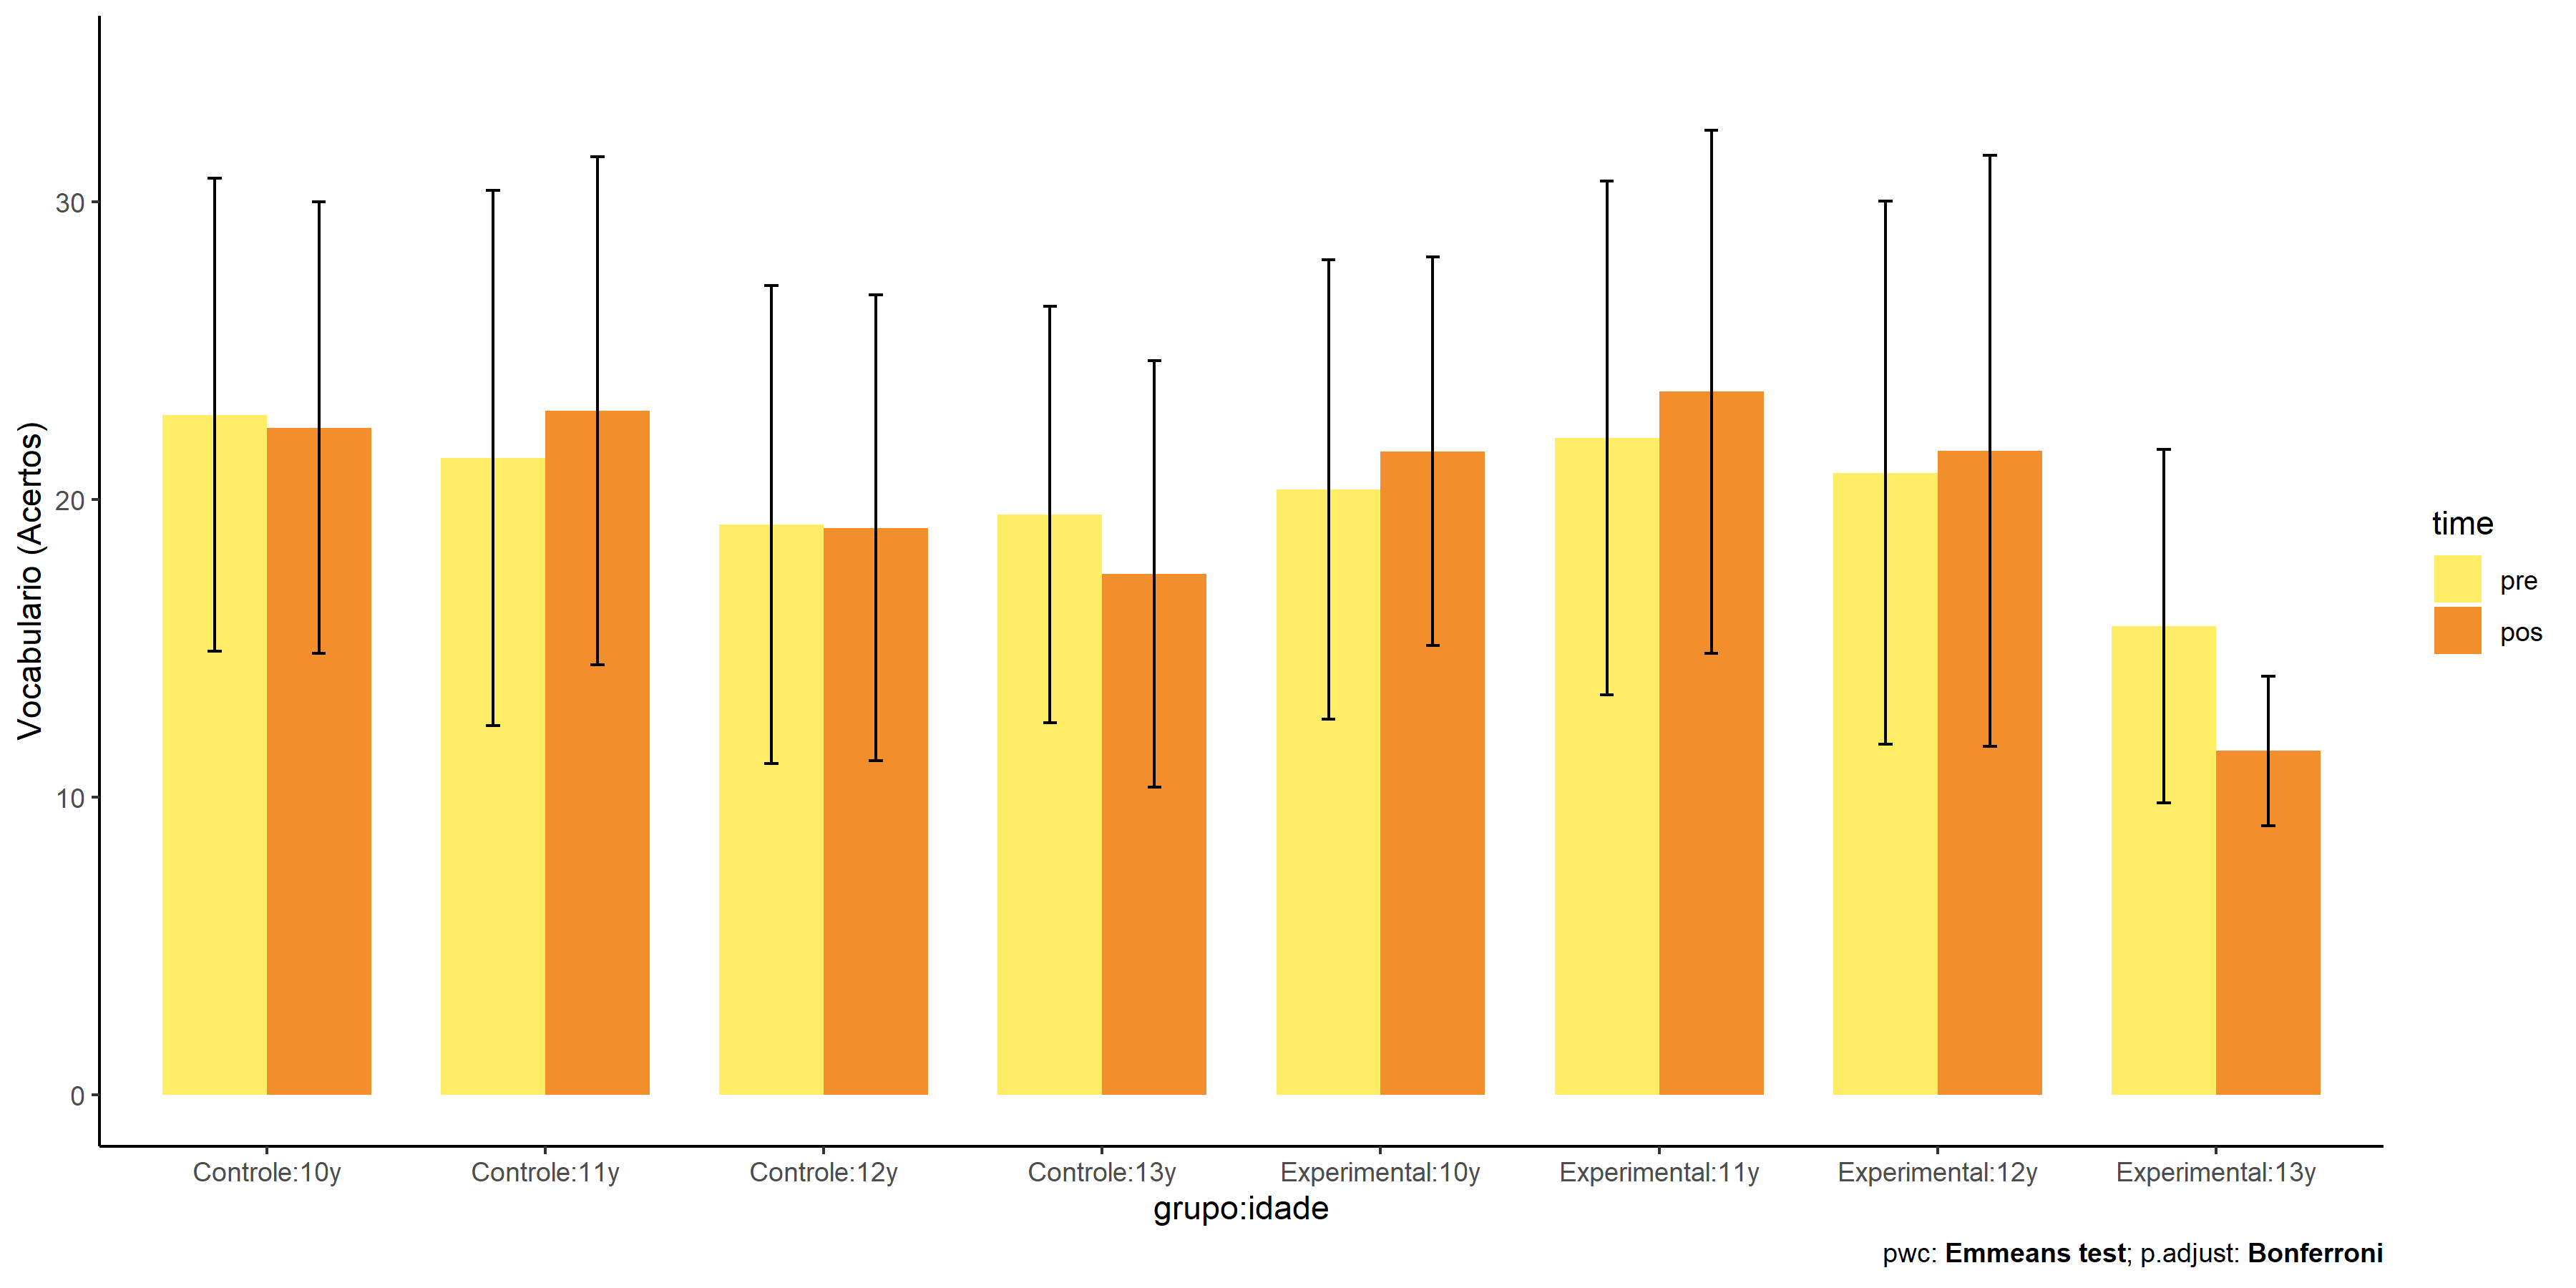 Vocabulario (Acertos)
30
20
10
0
Controle:10y
Controle:11y
Controle:12y
Controle:13y
Experimental:10y
Experimental:11y
Experimental:12y
Experimental:13y
grupo:idade
time
pre
pos
pwc: Emmeans test; p.adjust: Bonferroni